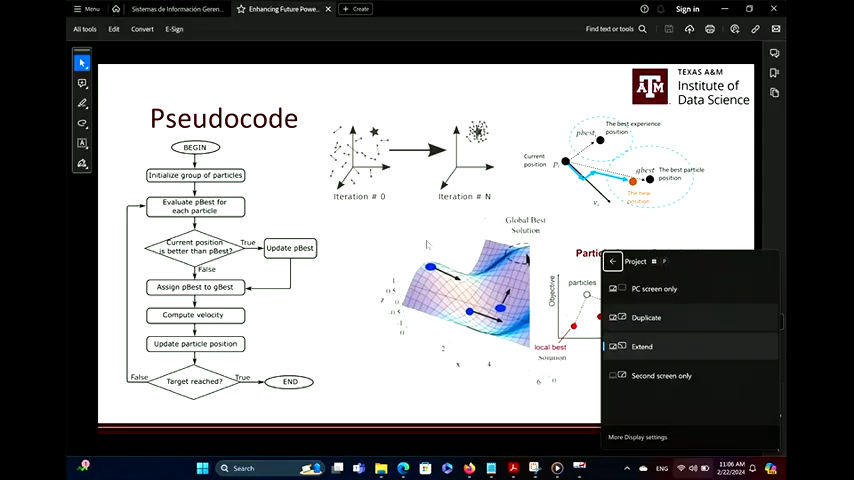 Menu
Sistemas de Información Geren...
Enhancing Future Powe...
Create
Sign in
All tools
Edit
Convert
E-Sign
Find text or tools
TEXAS A&M
Institute of
Data Science
Pseudocode
BEGIN
Initialize group of particles
Evaluate pBest for
each particle
Current position
is better than pBest?
True
Update pBest
False
Assign pBest to gBest
Compute velocity
Update particle position
False
Target reached?
True
END
Iteration # 0
Iteration # N
pbest
The best experience
position
Current
position
gbest
The best particle
position
The new
position
Global Best
Solution
z
x
2
4
6
0
Objective
particles
local best
Solution
Project
P
PC screen only
Duplicate
Extend
Second screen only
More Display settings
Search
ENG
11:06 AM
2/22/2024